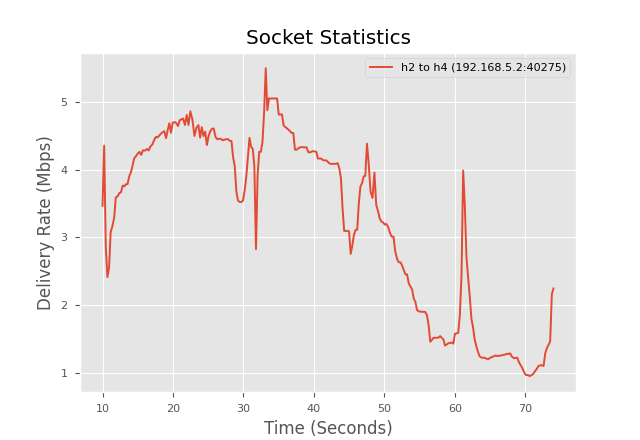 Socket Statistics
h2 to h4 (192.168.5.2:40275)
Delivery Rate (Mbps)
5
4
3
2
1
10 20 30 40 50 60 70
Time (Seconds)